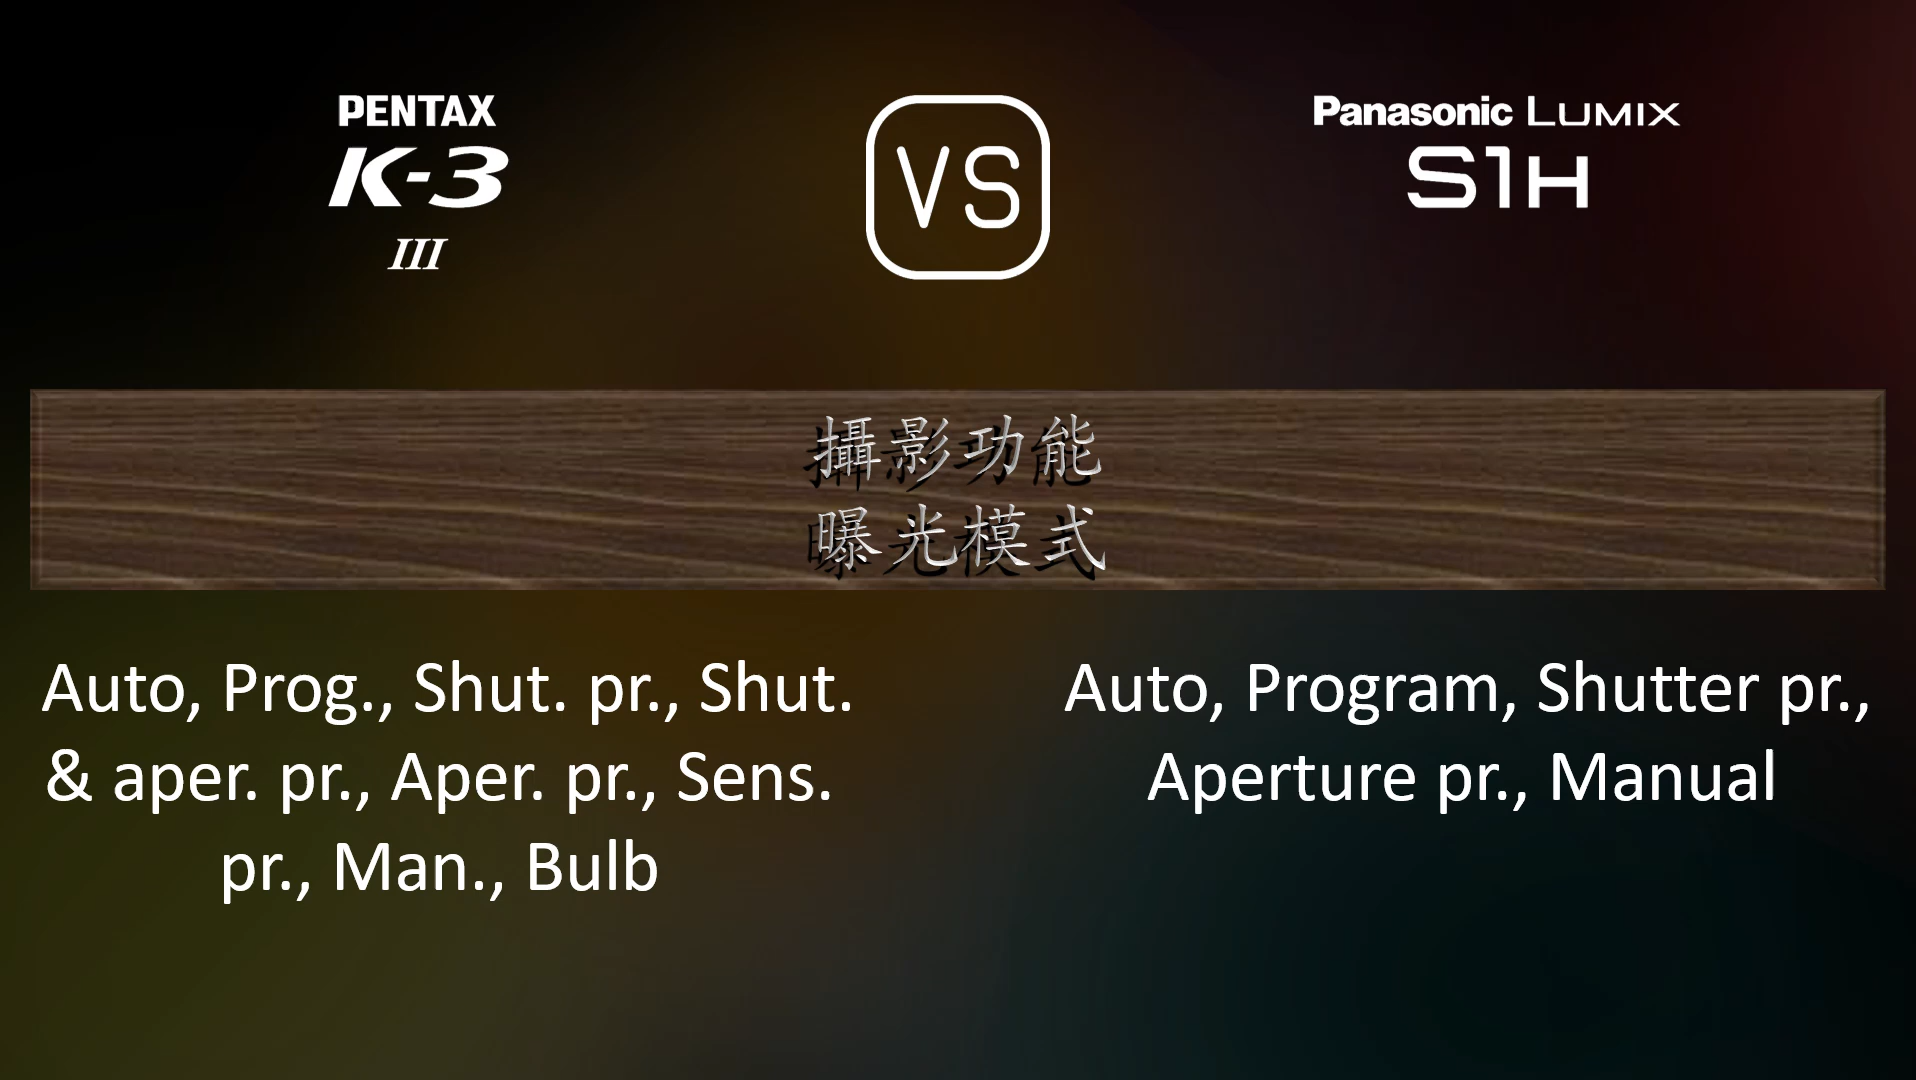 PENTAX
K-3
III
VS
Panasonic LUMIX
S1H
攝影功能
曝光模式
Auto, Prog., Shut. pr., Shut.
& aper. pr., Aper. pr., Sens.
pr., Man., Bulb
Auto, Program, Shutter pr.,
Aperture pr., Manual